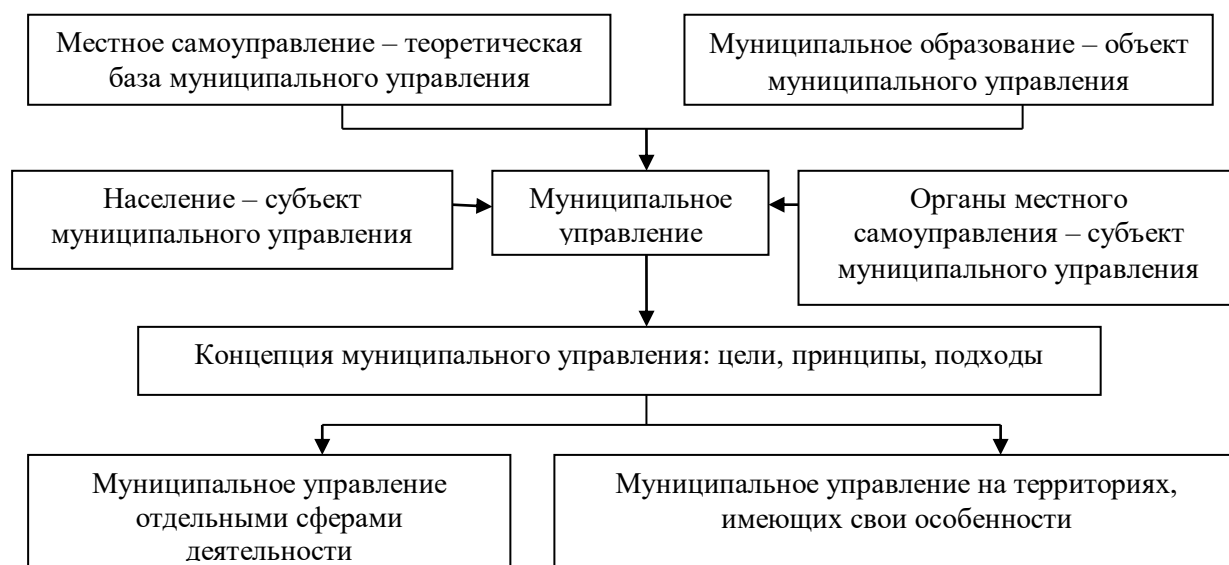 Местное самоуправление – теоретическая
база муниципального управления
Муниципальное образование – объект
муниципального управления
Население – субъект
муниципального управления
Муниципальное
управление
Органы местного
самоуправления – субъект
муниципального управления
Концепция муниципального управления: цели, принципы, подходы
Муниципальное управление
отдельными сферами
деятельности
Муниципальное управление на территориях,
имеющих свои особенности